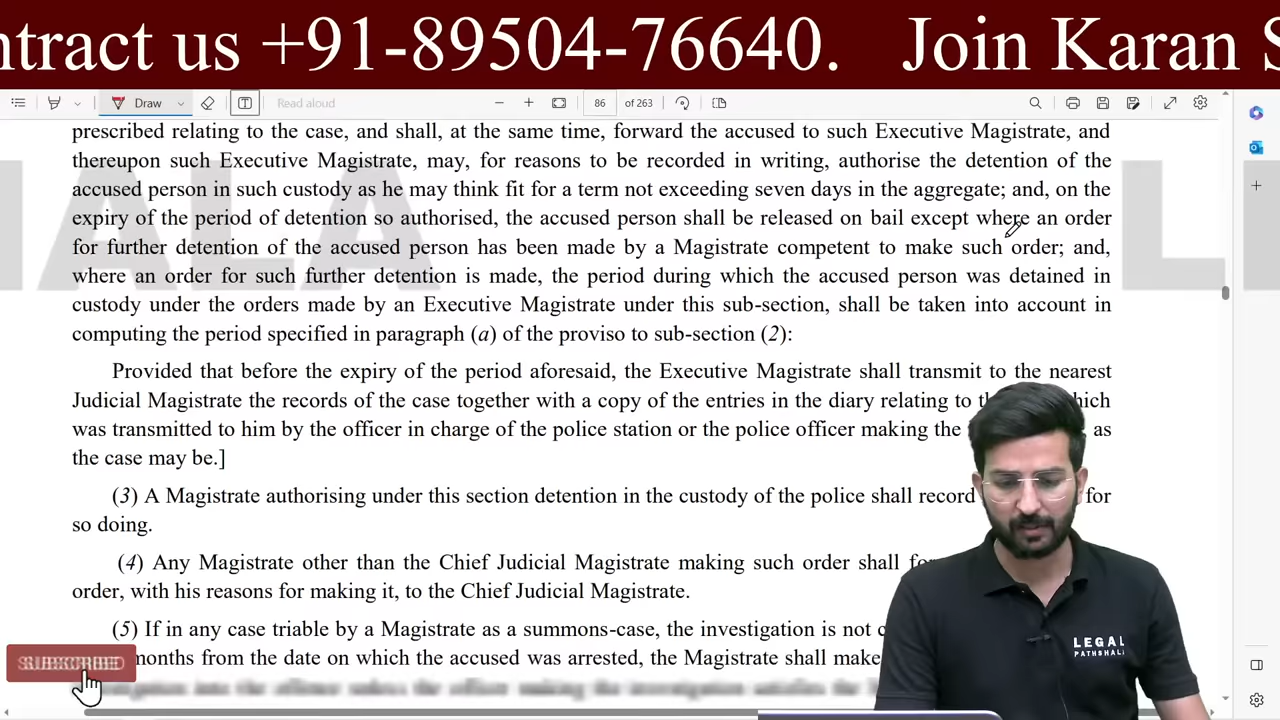 ntract us +91-89504-76640. Join Karan S
Draw
Read aloud
86 of 263
prescribed relating to the case, and shall, at the same time, forward the accused to such Executive Magistrate, and
thereupon such Executive Magistrate, may, for reasons to be recorded in writing, authorise the detention of the
accused person in such custody as he may think fit for a term not exceeding seven days in the aggregate; and, on the
expiry of the period of detention so authorised, the accused person shall be released on bail except where an order
for further detention of the accused person has been made by a Magistrate competent to make such order; and,
where an order for such further detention is made, the period during which the accused person was detained in
custody under the orders made by an Executive Magistrate under this sub-section, shall be taken into account in
computing the period specified in paragraph (a) of the proviso to sub-section (2):
Provided that before the expiry of the period aforesaid, the Executive Magistrate shall transmit to the nearest
Judicial Magistrate the records of the case together with a copy of the entries in the diary relating to
was transmitted to him by the officer in charge of the police station or the police officer making the as
the case may be.]
(3) A Magistrate authorising under this section detention in the custody of the police shall record for
so doing.
(4) Any Magistrate other than the Chief Judicial Magistrate making such order shall
order, with his reasons for making it, to the Chief Judicial Magistrate.
(5) If in any case triable by a Magistrate as a summons-case, the investigation is not
months from the date on which the accused was arrested, the Magistrate shall make
LEGAL
PATHSHALA